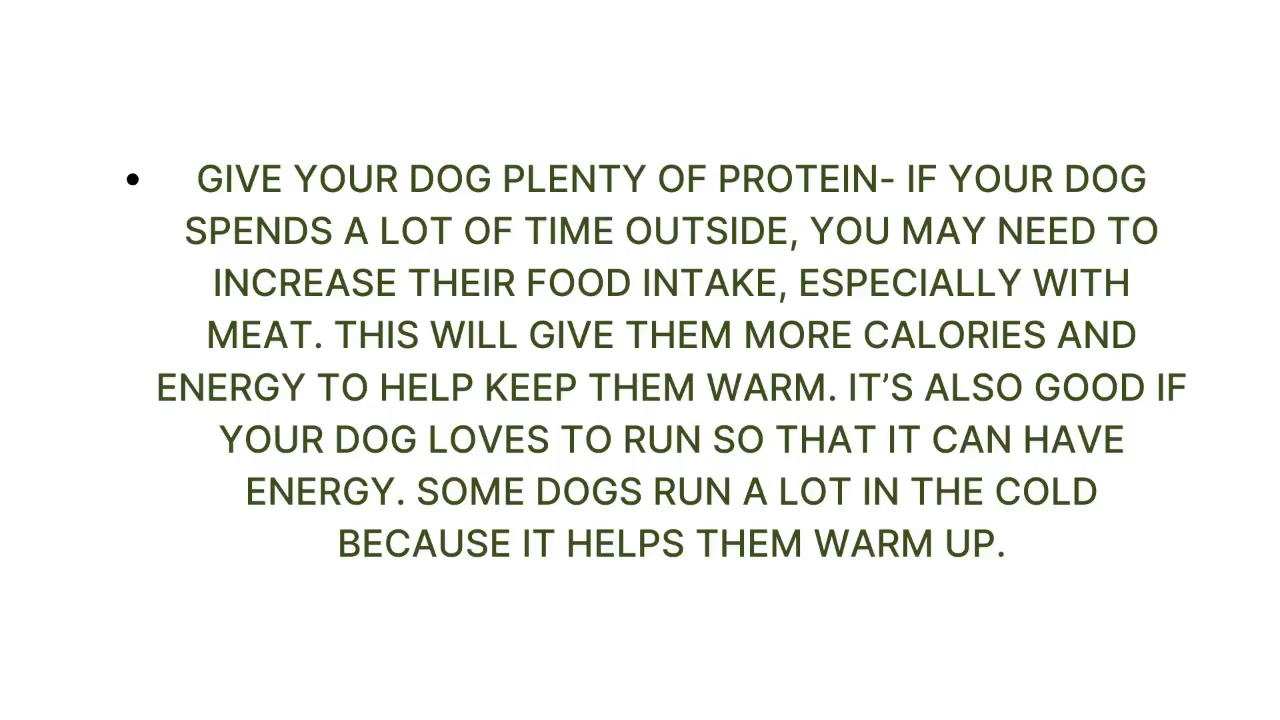 • GIVE YOUR DOG PLENTY OF PROTEIN- IF YOUR DOG
SPENDS A LOT OF TIME OUTSIDE, YOU MAY NEED TO
INCREASE THEIR FOOD INTAKE, ESPECIALLY WITH
MEAT. THIS WILL GIVE THEM MORE CALORIES AND
ENERGY TO HELP KEEP THEM WARM. IT’S ALSO GOOD IF
YOUR DOG LOVES TO RUN SO THAT IT CAN HAVE
ENERGY. SOME DOGS RUN A LOT IN THE COLD
BECAUSE IT HELPS THEM WARM UP.